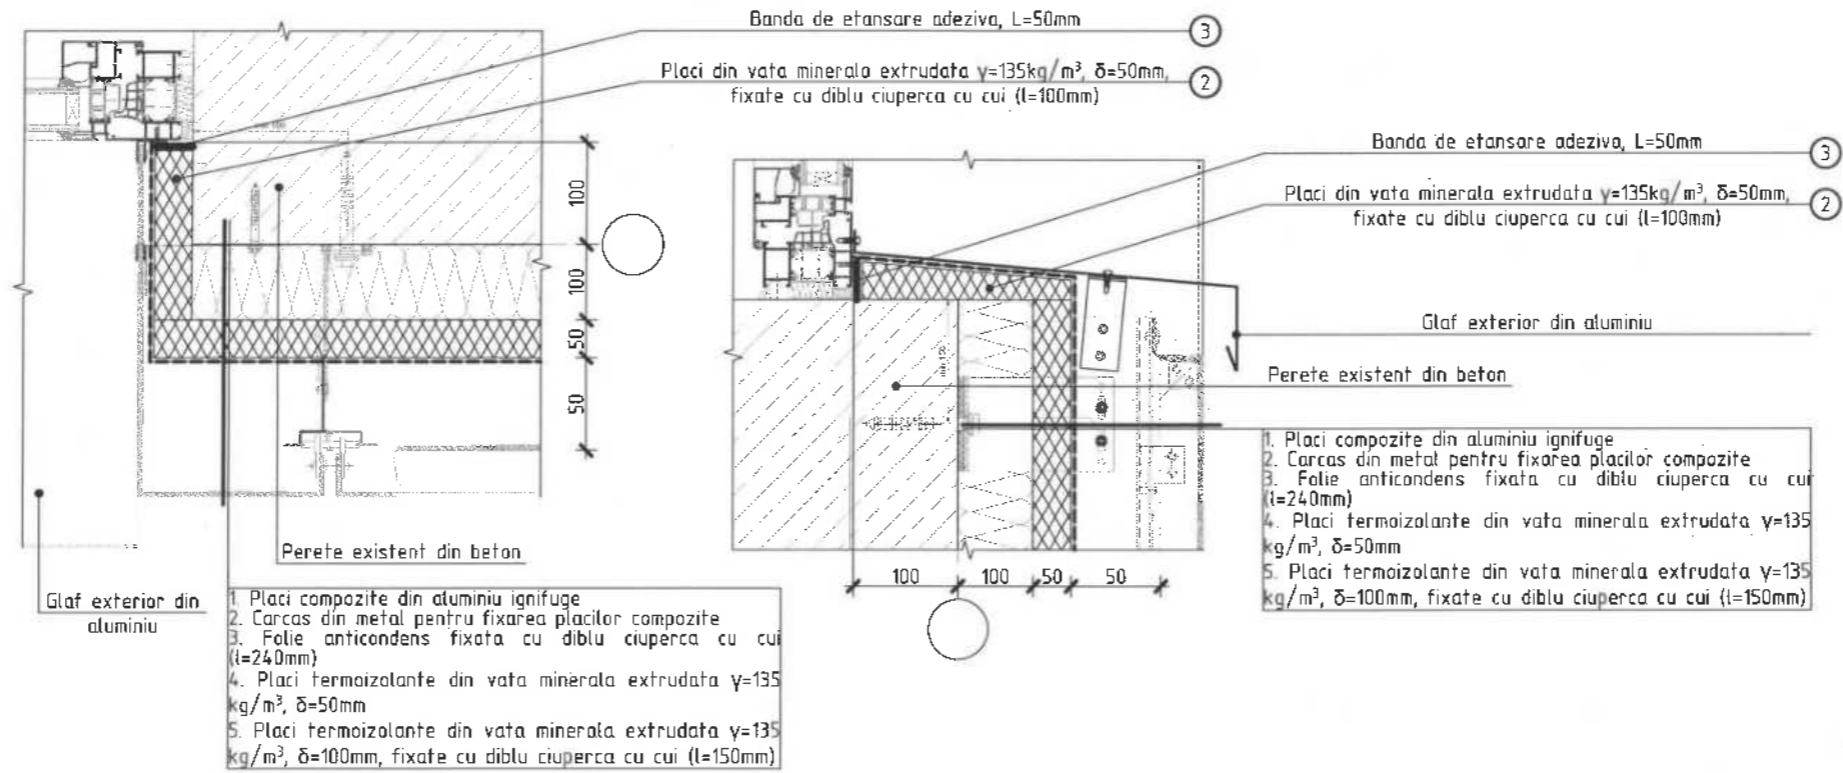 Banda de etansare adeziva, L=50mm
3
Placi din vata minerala extrudata γ=135kg/m³, δ=50mm,
fixate cu diblu ciuperca cu cui (l=100mm)
2
100
100
50
50
Perete existent din beton
Glaf exterior din
aluminiu
1. Placi compozite din aluminiu ignifuge
2. Carcas din metal pentru fixarea placilor compozite
3. Folie anticondens fixata cu diblu ciuperca cu cui
(l=240mm)
4. Placi termoizolante din vata minerala extrudata γ=135
kg/m³, δ=50mm
5. Placi termoizolante din vata minerala extrudata γ=135
kg/m³, δ=100mm, fixate cu diblu ciuperca cu cui (l=150mm)
Banda de etansare adeziva, L=50mm
3
Placi din vata minerala extrudata γ=135kg/m³, δ=50mm,
fixate cu diblu ciuperca cu cui (l=100mm)
2
Glaf exterior din aluminiu
Perete existent din beton
1. Placi compozite din aluminiu ignifuge
2. Carcas din metal pentru fixarea placilor compozite
3. Folie anticondens fixata cu diblu ciuperca cu cui
(l=240mm)
4. Placi termoizolante din vata minerala extrudata γ=135
kg/m³, δ=50mm
5. Placi termoizolante din vata minerala extrudata γ=135
kg/m³, δ=100mm, fixate cu diblu ciuperca cu cui (l=150mm)
100
100
50
50